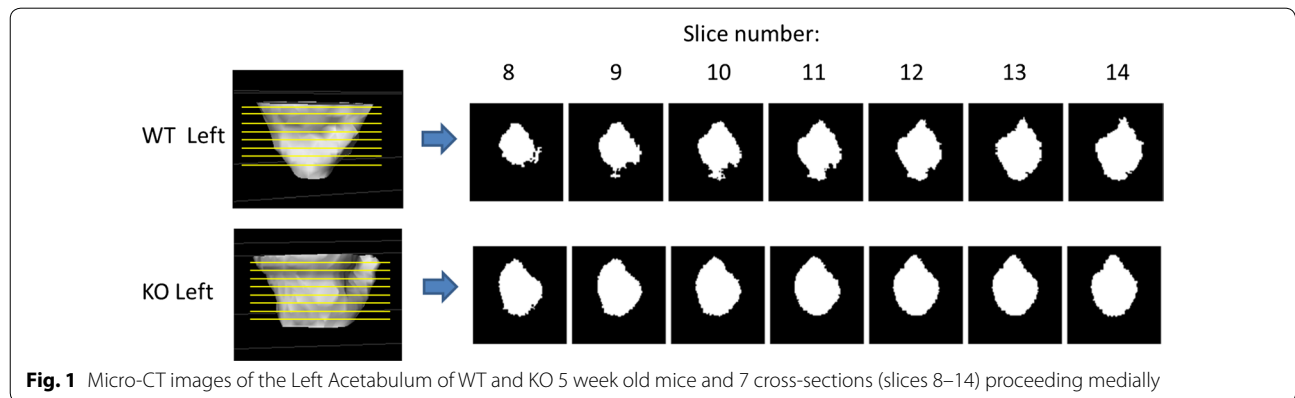 Slice number:
8 9 10 11 12 13 14
WT Left
KO Left
Fig. 1 Micro-CT images of the Left Acetabulum of WT and KO 5 week old mice and 7 cross-sections (slices 8–14) proceeding medially